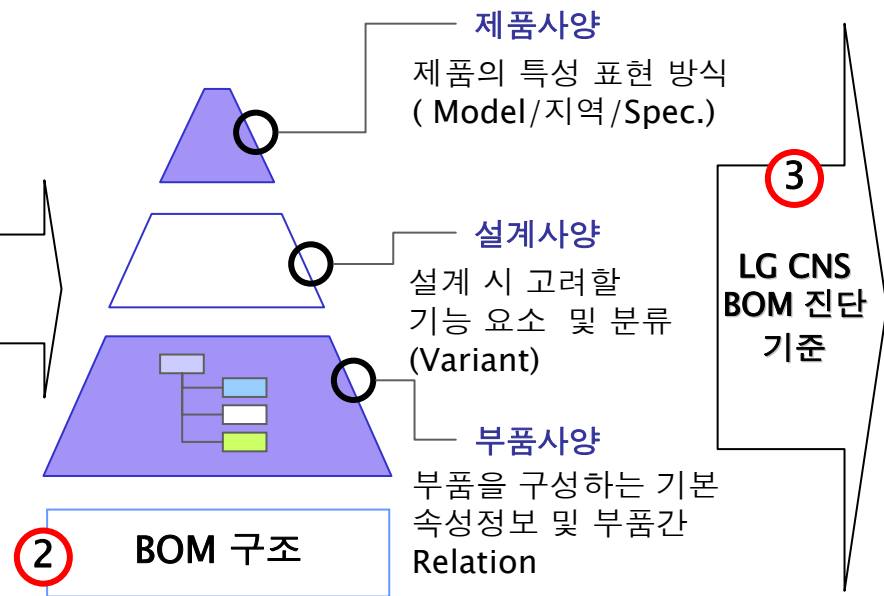 제품사양
제품의 특성 표현 방식
( Model/지역/Spec.)
설계사양
설계 시 고려할
기능 요소 및 분류
(Variant)
부품사양
부품을 구성하는 기본
속성정보 및 부품간
Relation
2
BOM 구조
3
LG CNS
BOM 진단
기준